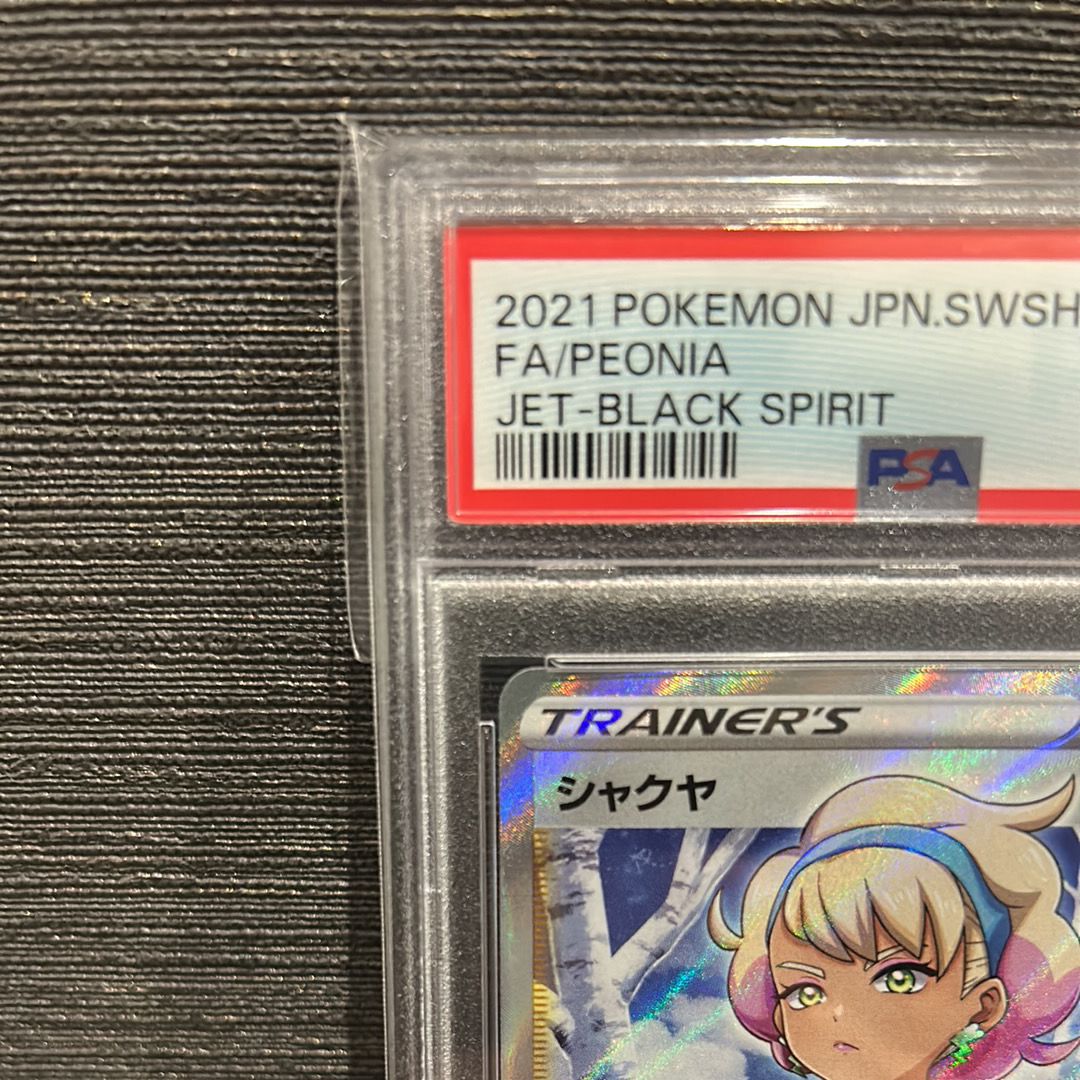 2021 POKEMON JPN.SWSH
FA/PEONIA
JET-BLACK SPIRIT
PSA
TRAINER'S
シャクヤ